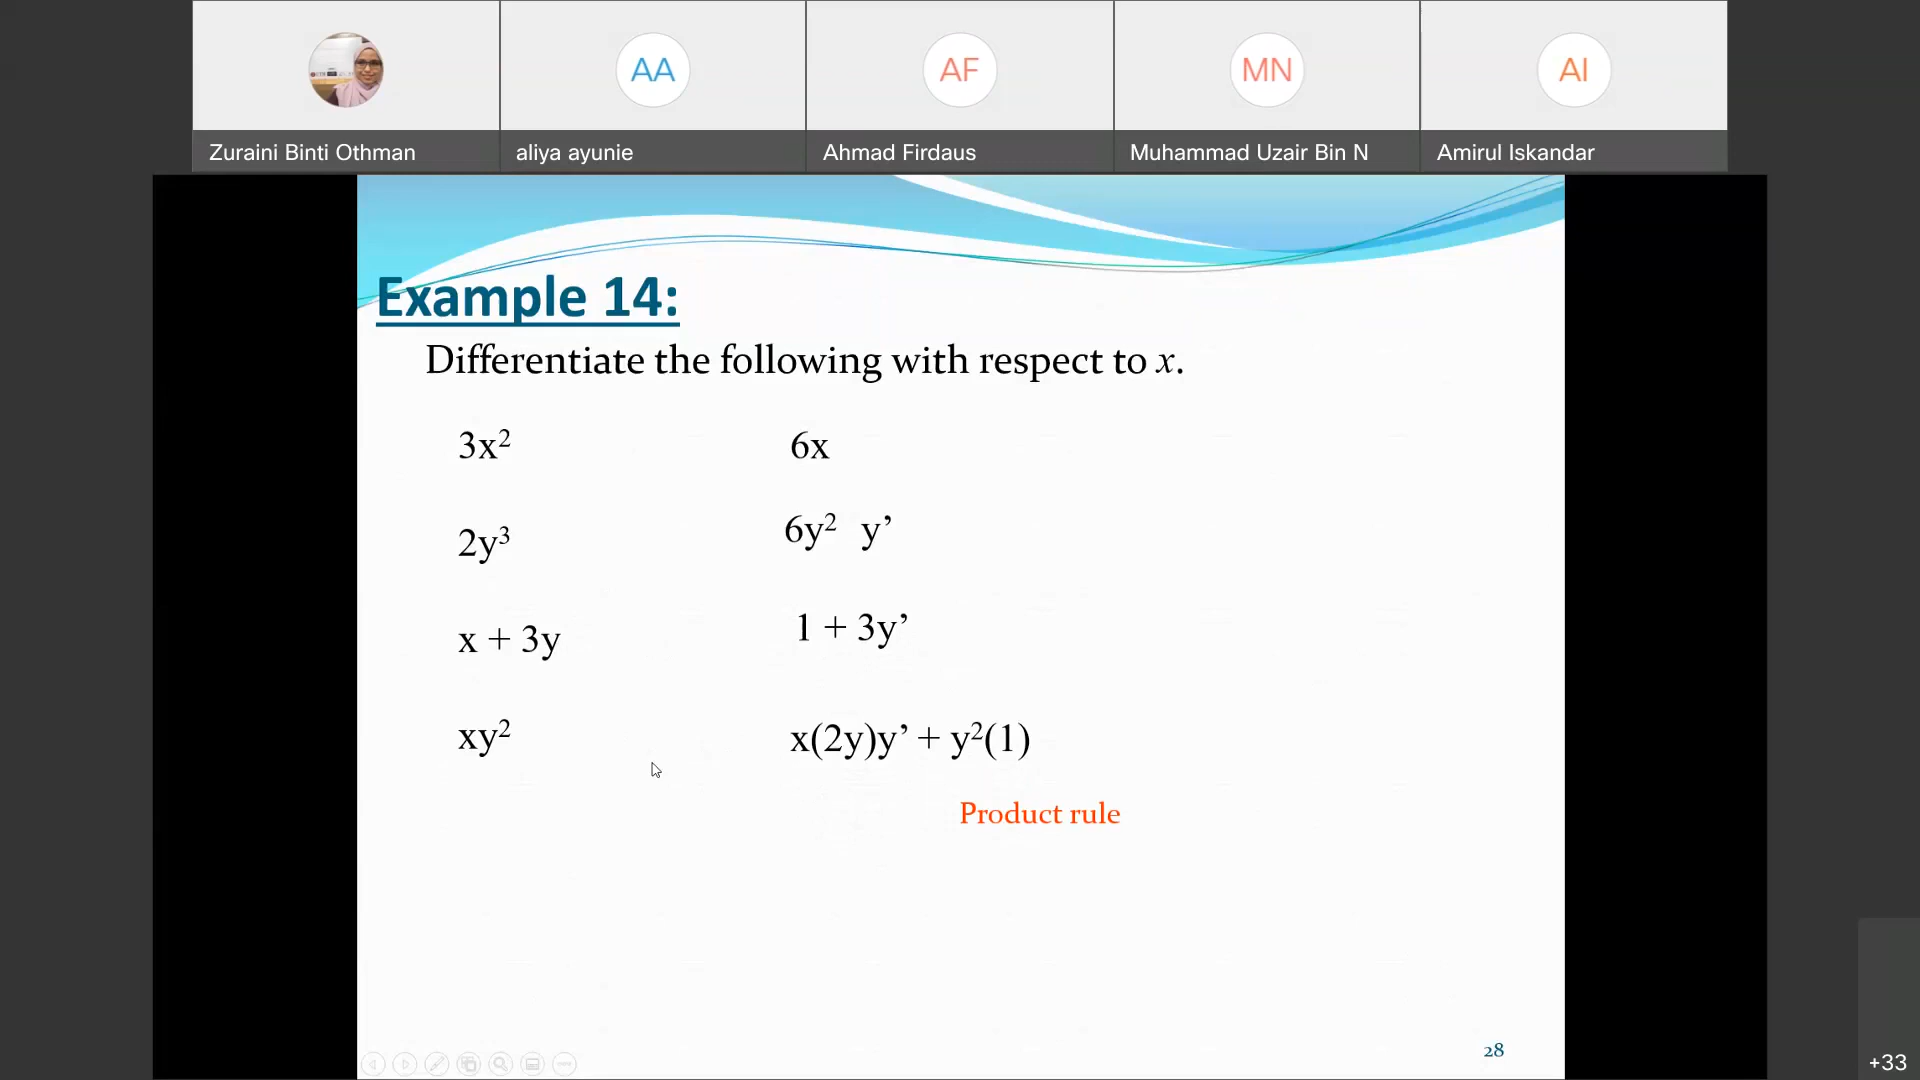 AA
AF
MN
AI
Zuraini Binti Othman
aliya ayunie
Ahmad Firdaus
Muhammad Uzair Bin N
Amirul Iskandar
Example 14:
Differentiate the following with respect to x.
3x² 6x
2y³ 6y² y’
x + 3y 1 + 3y’
xy² x(2y)y’ + y²(1)
Product rule
28
+33